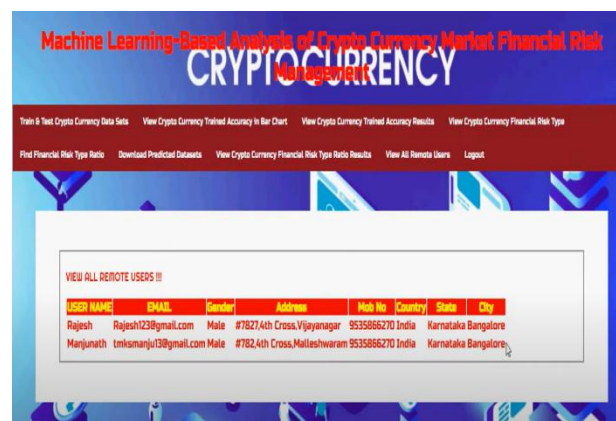 Machine Learning-Based Analysis of Crypto Currency Market Financial Risk
CRYPTOCURRENCY
Management
Train & Test Crypto Currency Data Sets View Crypto Currency Trained Accuracy in Bar Chart View Crypto Currency Trained Accuracy Results View Crypto Currency Financial Risk Type
Find Financial Risk Type Ratio Download Predicted Datasets View Crypto Currency Financial Risk Type Ratio Results View All Remote Users Logout
VIEW ALL REMOTE USERS !!!
USER NAME EMAIL Gender Address Mob No Country State City
Rajesh Rajesh123@gmail.com Male #7827,4th Cross,Vijayanagar 9535866270 India Karnataka Bangalore
Manjunath tmksmanju13@gmail.com Male #782,4th Cross,Malleshwaram 9535866270 India Karnataka Bangalore